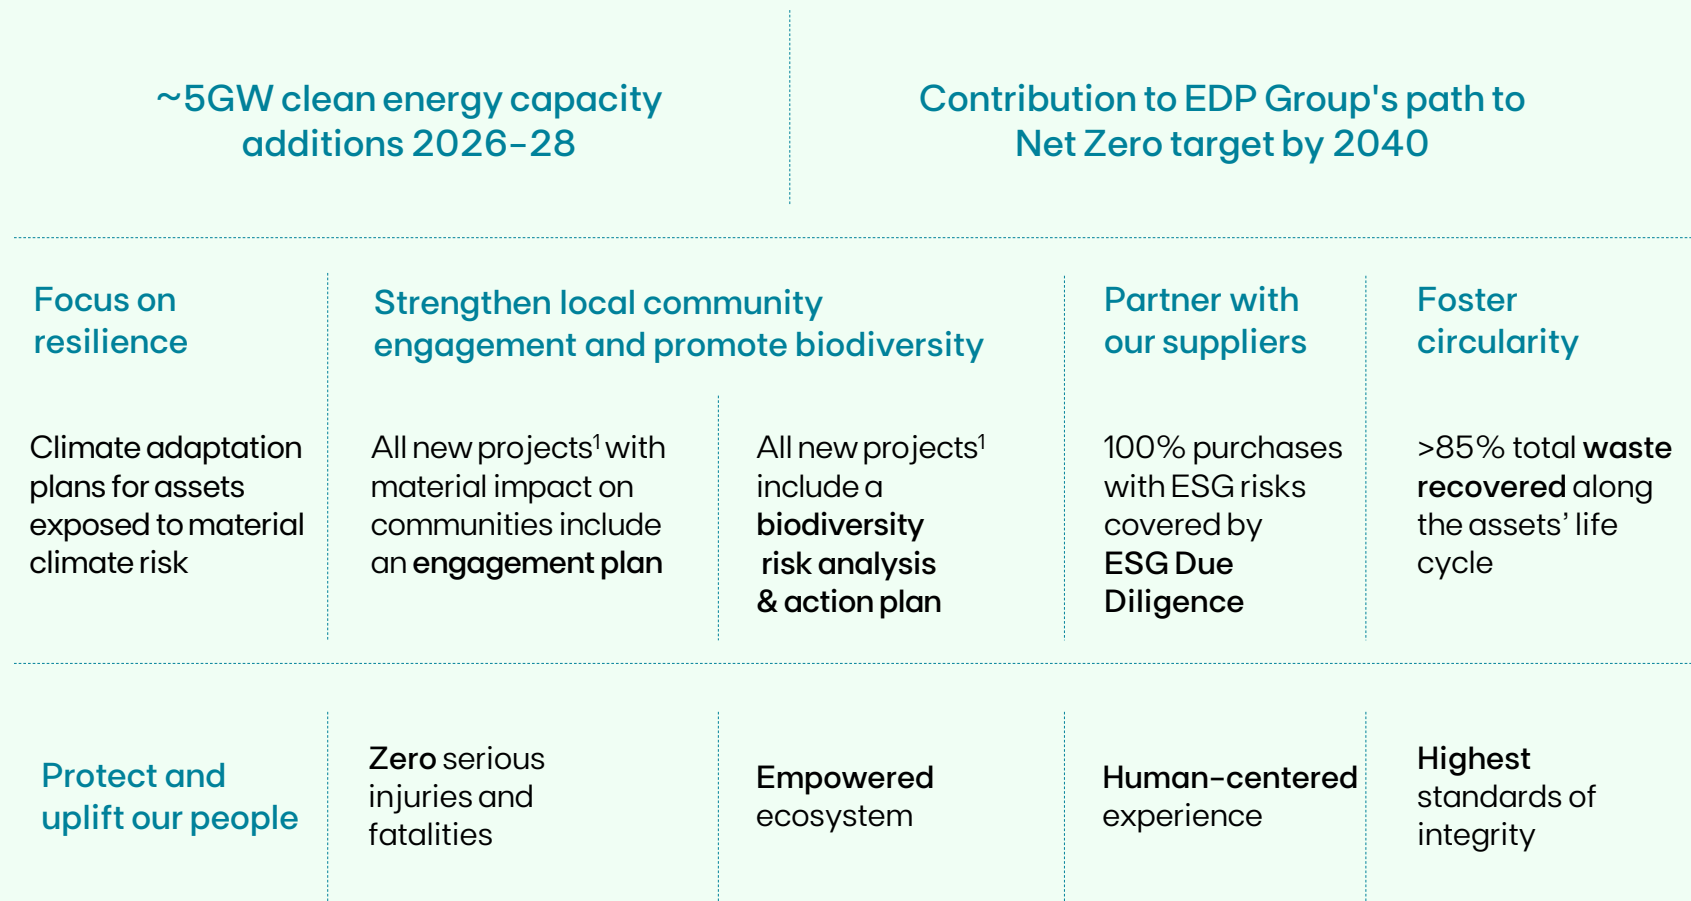 ~5GW clean energy capacity
additions 2026-28
Contribution to EDP Group's path to
Net Zero target by 2040
Focus on
resilience
Climate adaptation
plans for assets
exposed to material
climate risk
Strengthen local community
engagement and promote biodiversity
All new projects¹ with
material impact on
communities include
an engagement plan
All new projects¹
include a
biodiversity
risk analysis
& action plan
Partner with
our suppliers
100% purchases
with ESG risks
covered by
ESG Due
Diligence
Foster
circularity
>85% total waste
recovered along
the assets’ life
cycle
Protect and
uplift our people
Zero serious
injuries and
fatalities
Empowered
ecosystem
Human-centered
experience
Highest
standards of
integrity